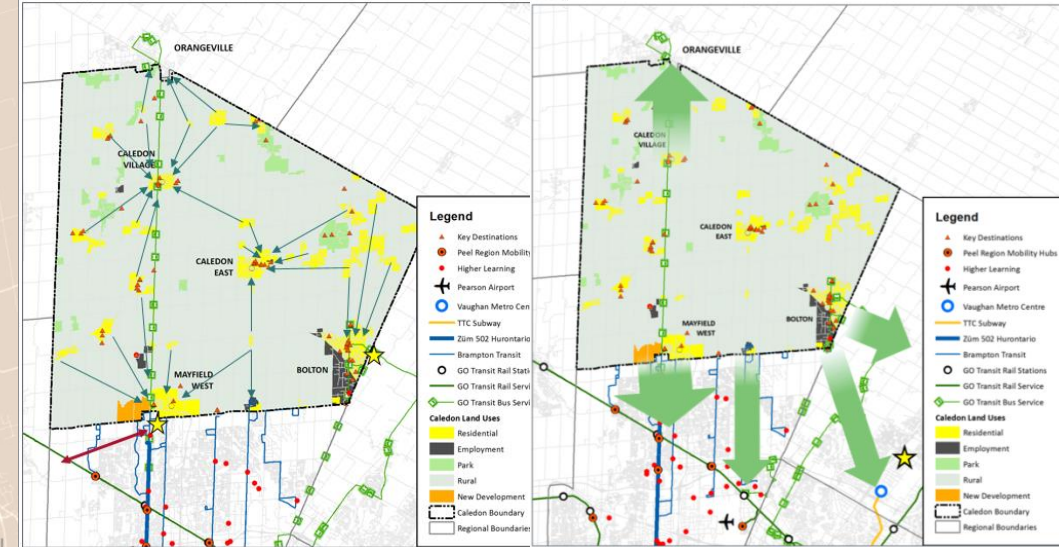 ORANGEVILLE
CALEDON
VILLAGE
CALEDON
EAST
MAYFIELD
WEST
BOLTON
Legend
Key Destinations
Peel Region Mobility
Higher Learning
Pearson Airport
Vaughan Metro Cen
TTC Subway
Züm 502 Hurontario
Brampton Transit
GO Transit Rail Stati
GO Transit Rail Service
GO Transit Bus Servi
Caledon Land Uses
Residential
Employment
Park
Rural
New Development
Caledon Boundary
Regional Boundaries
ORANGEVILLE
CALEDON
VILLAGE
CALEDON
EAST
MAYFIELD
WEST
BOLTON
Legend
Key Destinations
Peel Region Mobility Hubs
Higher Learning
Pearson Airport
Vaughan Metro Centre
TTC Subway
Züm 502 Hurontario
Brampton Transit
GO Transit Rail Stations
GO Transit Rail Service
GO Transit Bus Service
Caledon Land Uses
Residential
Employment
Park
Rural
New Development
Caledon Boundary
Regional Boundaries